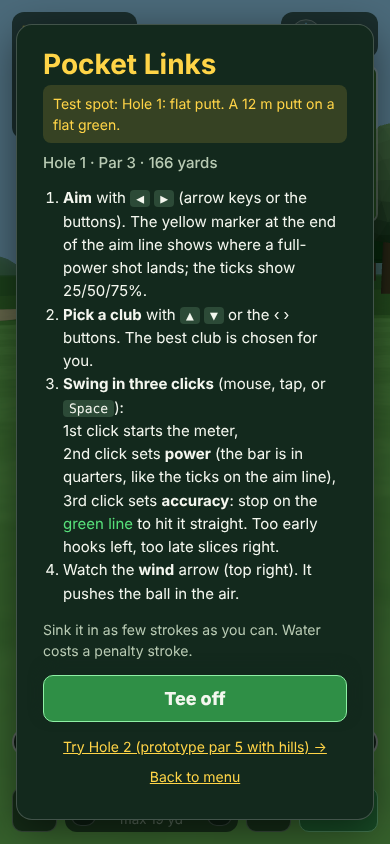 Pocket Links
Test spot: Hole 1: flat putt. A 12 m putt on a
flat green.
Hole 1 · Par 3 · 166 yards
1. Aim with ◄ ► (arrow keys or the
buttons). The yellow marker at the end
of the aim line shows where a full-
power shot lands; the ticks show
25/50/75%.
2. Pick a club with ▲ ▼ or the ‹ ›
buttons. The best club is chosen for
you.
3. Swing in three clicks (mouse, tap, or
Space):
1st click starts the meter,
2nd click sets power (the bar is in
quarters, like the ticks on the aim line),
3rd click sets accuracy: stop on the
green line to hit it straight. Too early
hooks left, too late slices right.
4. Watch the wind arrow (top right). It
pushes the ball in the air.
Sink it in as few strokes as you can. Water
costs a penalty stroke.
Tee off
Try Hole 2 (prototype par 5 with hills) →
Back to menu
max 19 yd